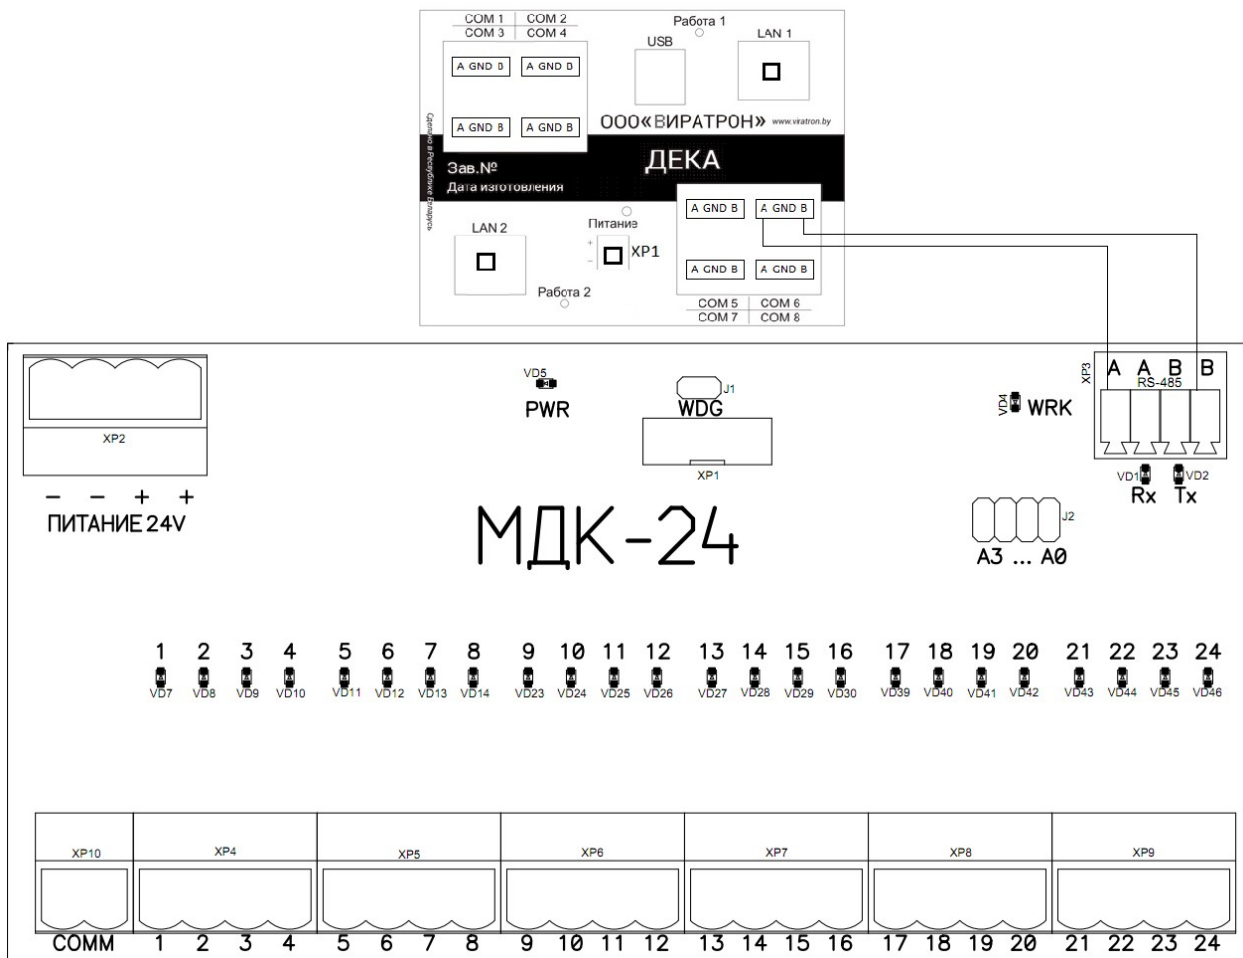 COM 1 COM 2
COM 3 COM 4
Работа 1
USB
LAN 1
A GND B A GND B
A GND B A GND B
ООО«ВИРАТРОН» www.viratron.by
Сделано в Республике Беларусь
Зав.№
Дата изготовления
ДЕКА
A GND B A GND B
LAN 2
Питание
+
−
XP1
A GND B A GND B
Работа 2
COM 5 COM 6
COM 7 COM 8
XP2
− − + +
ПИТАНИЕ 24V
VD5
PWR
J1
WDG
XP1
VD4
WRK
XP3
A A B B
RS-485
VD1 VD2
Rx Tx
J2
A3 ... A0
МДК-24
1 2 3 4 5 6 7 8 9 10 11 12 13 14 15 16 17 18 19 20 21 22 23 24
VD7 VD8 VD9 VD10 VD11 VD12 VD13 VD14 VD23 VD24 VD25 VD26 VD27 VD28 VD29 VD30 VD39 VD40 VD41 VD42 VD43 VD44 VD45 VD46
XP10 XP4 XP5 XP6 XP7 XP8 XP9
COMM 1 2 3 4 5 6 7 8 9 10 11 12 13 14 15 16 17 18 19 20 21 22 23 24